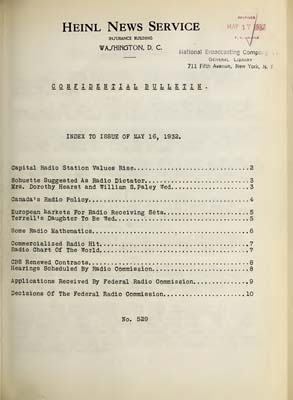 HEINL NEWS SERVICE
INSURANCE BUILDING
WASHINGTON, D. C.
RECEIVED
MAY 17 1932
National Broadcasting Company
GENERAL LIBRARY
711 Fifth Avenue, New York, N. Y.
CONFIDENTIAL BULLETIN.
INDEX TO ISSUE OF MAY 16, 1932.
Capital Radio Station Values Rise.............................2
Schuette Suggested As Radio Dictator..........................3
Mrs. Dorothy Hearst and William S.Paley Wed...................3
Canada's Radio Policy.........................................4
European Markets For Radio Receiving Sets.....................5
Terrell's Daughter To Be Wed..................................5
Some Radio Mathematics........................................6
Commercialized Radio Hit......................................7
Radio Chart Of The World......................................7
CBS Renewed Contracts.........................................8
Hearings Scheduled By Radio Commission........................8
Applications Received By Federal Radio Commission.............9
Decisions Of The Federal Radio Commission.....................10
No. 529